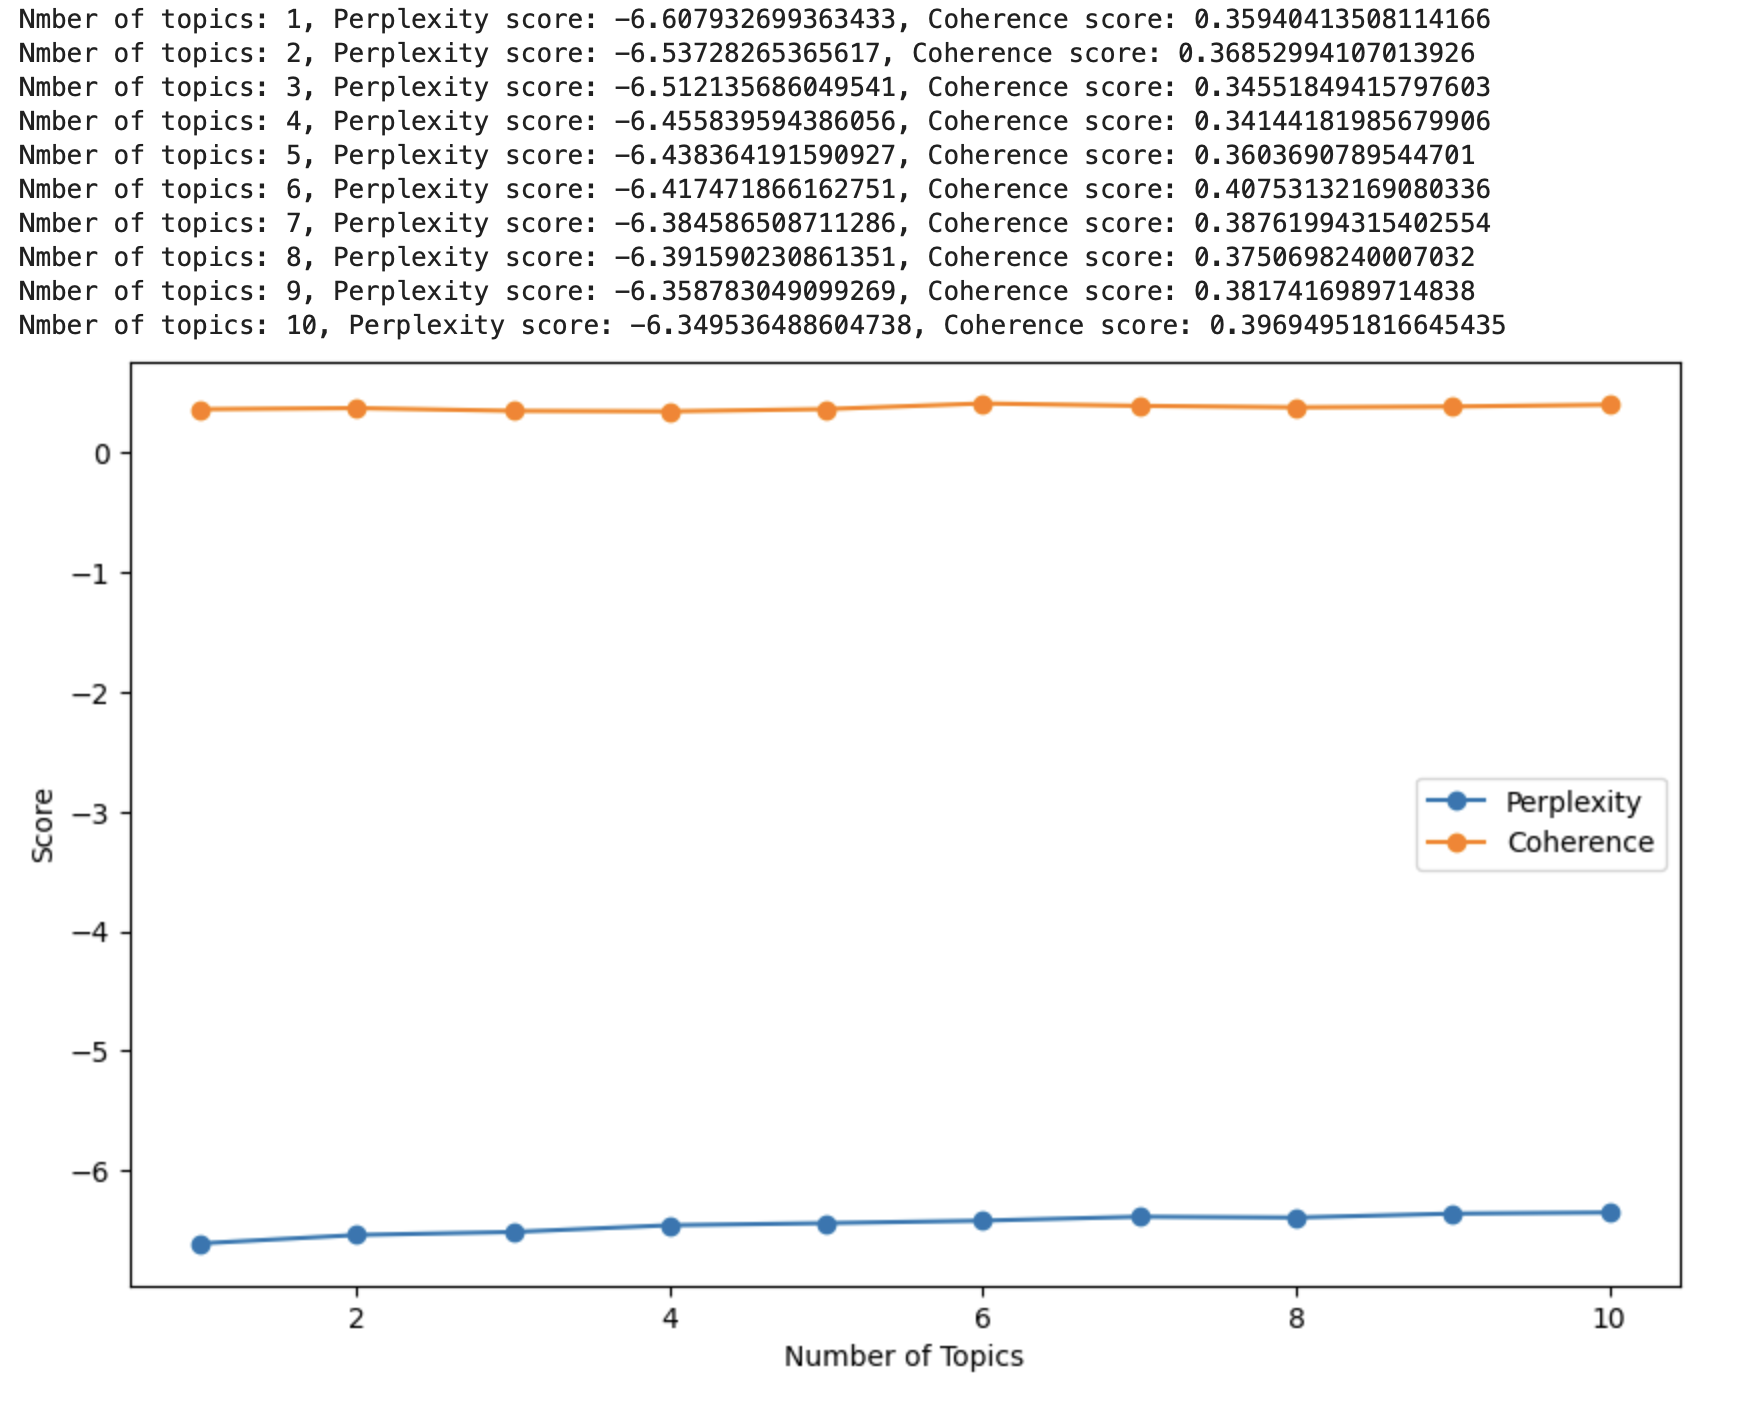 Nmber of topics: 1, Perplexity score: -6.607932699363433, Coherence score: 0.35940413508114166
Nmber of topics: 2, Perplexity score: -6.53728265365617, Coherence score: 0.36852994107013926
Nmber of topics: 3, Perplexity score: -6.512135686049541, Coherence score: 0.34551849415797603
Nmber of topics: 4, Perplexity score: -6.455839594386056, Coherence score: 0.34144181985679906
Nmber of topics: 5, Perplexity score: -6.438364191590927, Coherence score: 0.3603690789544701
Nmber of topics: 6, Perplexity score: -6.417471866162751, Coherence score: 0.40753132169080336
Nmber of topics: 7, Perplexity score: -6.384586508711286, Coherence score: 0.38761994315402554
Nmber of topics: 8, Perplexity score: -6.391590230861351, Coherence score: 0.3750698240007032
Nmber of topics: 9, Perplexity score: -6.358783049099269, Coherence score: 0.3817416989714838
Nmber of topics: 10, Perplexity score: -6.349536488604738, Coherence score: 0.39694951816645435
0
−1
−2
−3
−4
−5
−6
Score
Perplexity
Coherence
2 4 6 8 10
Number of Topics